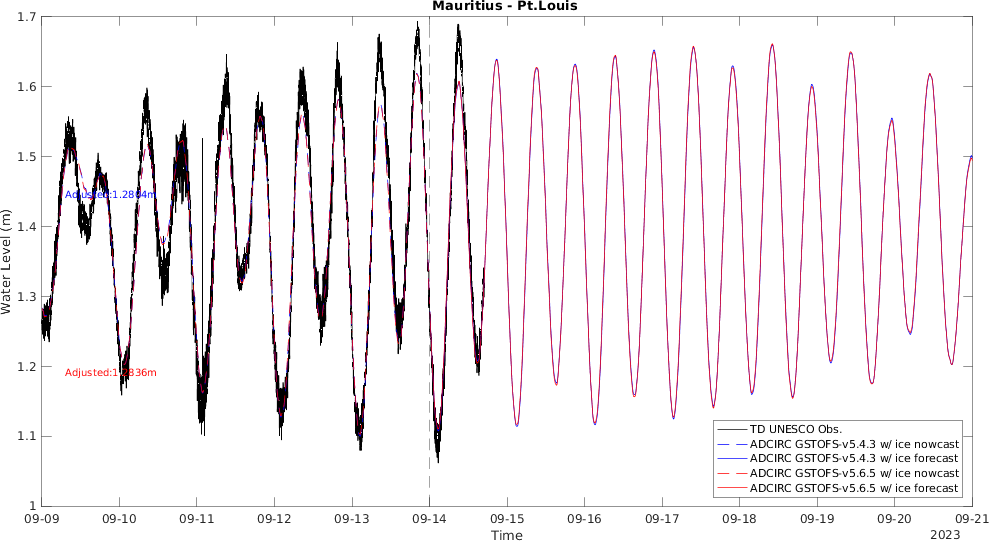 Mauritius - Pt.Louis
1.7
1.6
1.5
1.4
1.3
1.2
1.1
1
Water Level (m)
Adjusted:1.2864m
Adjusted:1.2836m
TD UNESCO Obs.
ADCIRC GSTOFS-v5.4.3 w/ ice nowcast
ADCIRC GSTOFS-v5.4.3 w/ ice forecast
ADCIRC GSTOFS-v5.6.5 w/ ice nowcast
ADCIRC GSTOFS-v5.6.5 w/ ice forecast
09-09 09-10 09-11 09-12 09-13 09-14 09-15 09-16 09-17 09-18 09-19 09-20 09-21
Time
2023